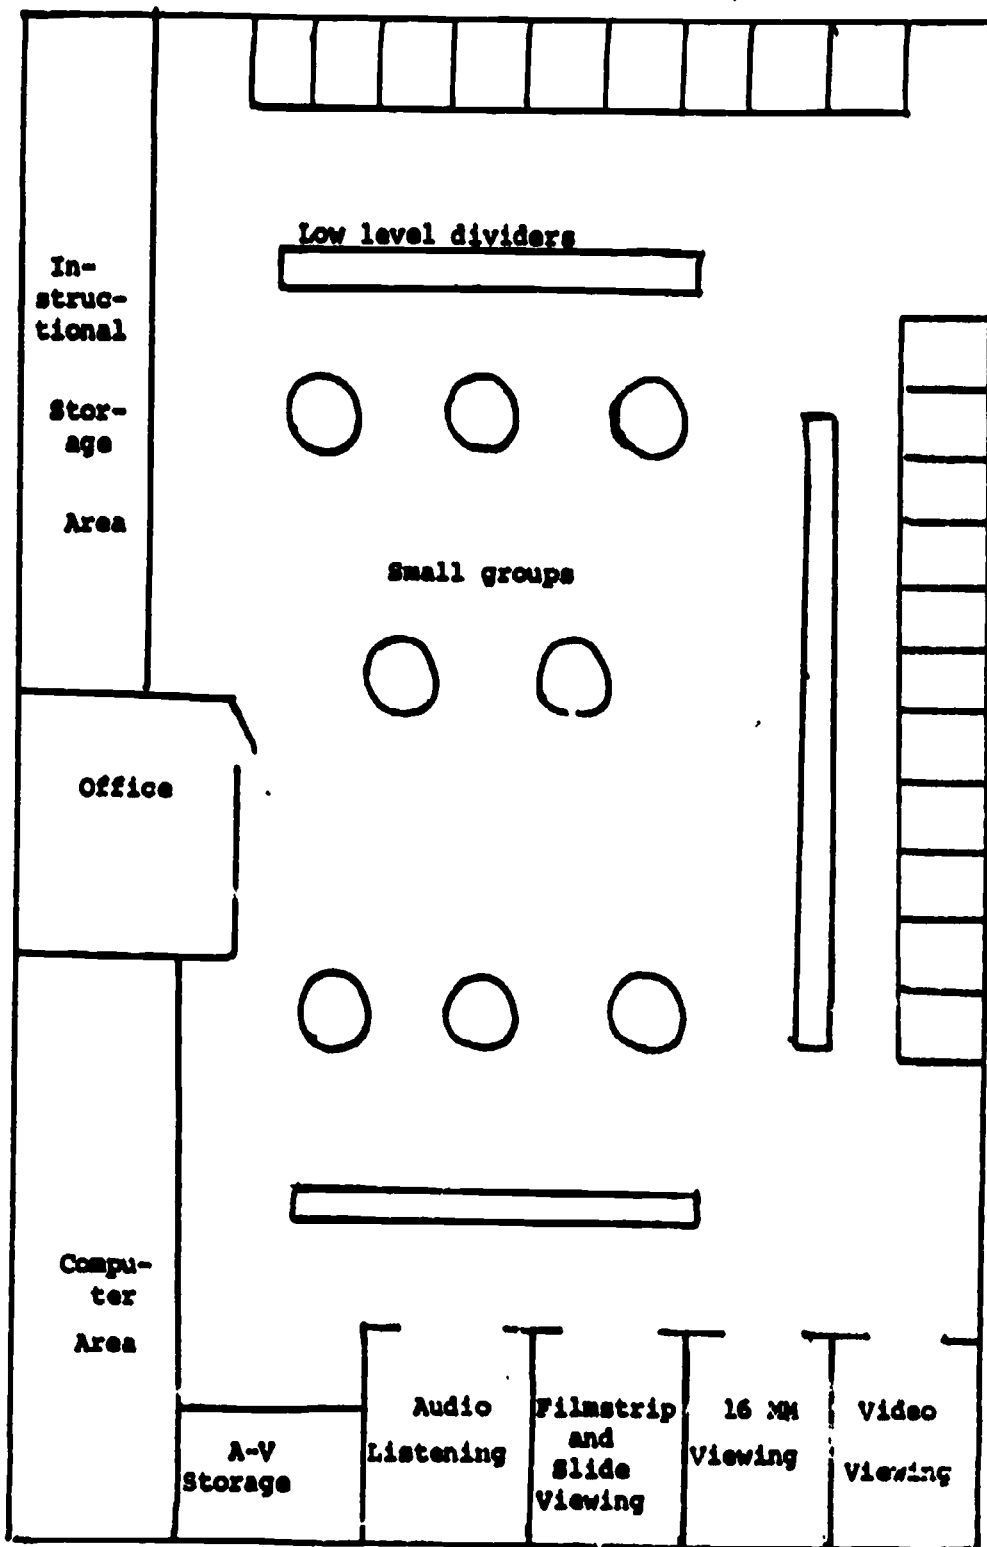 Low level dividers
In-
struc-
tional
Stor-
age
Area
Small groups
Office
Compu-
ter
Area
A-V
Storage
Audio
Listening
Filmstrip
and
Slide
Viewing
16 MM
Viewing
Video
Viewing